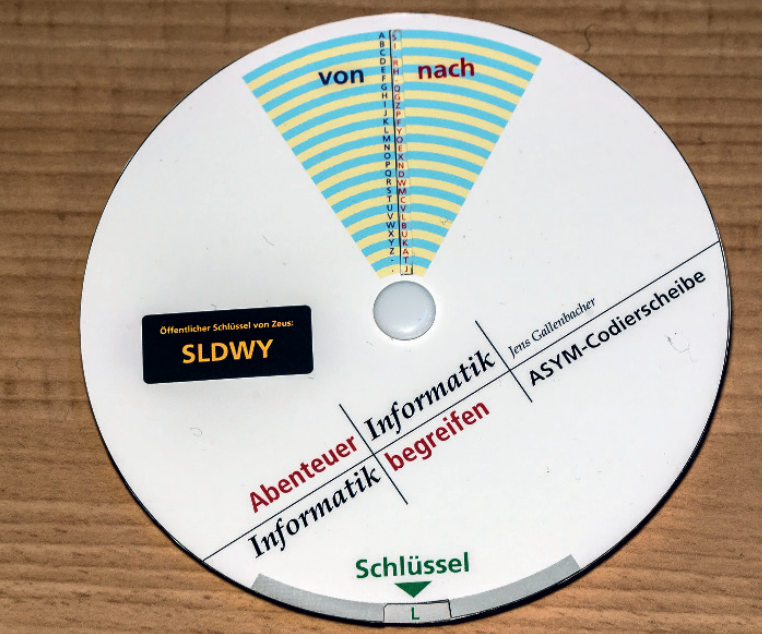 von
nach
A
B
C
D
E
F
G
H
I
J
K
L
M
N
O
P
Q
R
S
T
U
V
W
X
Y
Z
Öffentlicher Schlüssel von Zeus:
SLDWY
Jens Gallenbacher
ASYM-Codierscheibe
Abenteuer Informatik
Informatik begreifen
Schlüssel
L